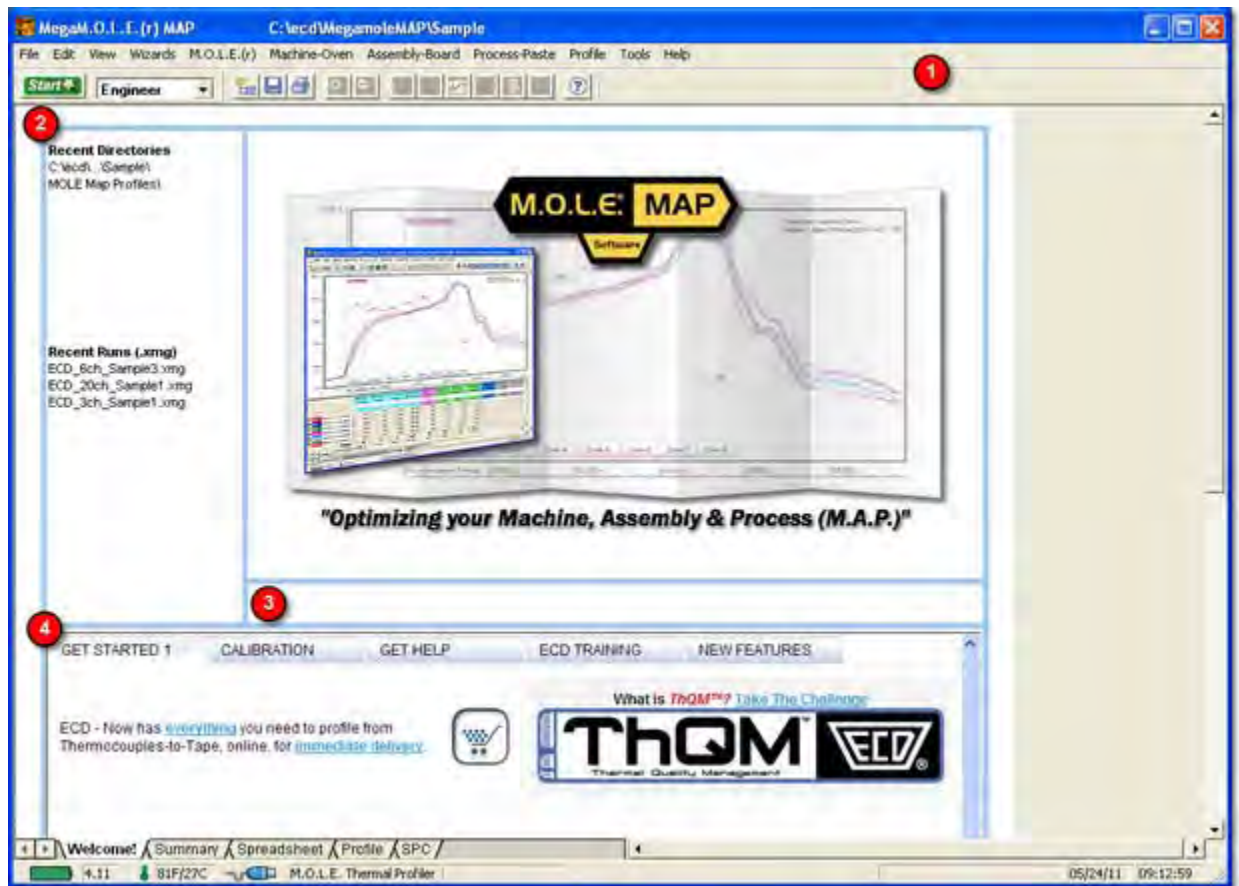 MegaM.O.L.E.(r) MAP C:\ecd\MegamoleMAP\Sample
File Edit View Wizards M.O.L.E.(r) Machine-Oven Assembly-Board Process-Paste Profile Tools Help
1
Start Engineer ?
2
Recent Directories
C:\ecd\...\Sample\
MOLE Map Profiles\
M.O.L.E.® MAP
Software
Recent Runs (.xmg)
ECD_6ch_Sample3.xmg
ECD_20ch_Sample1.xmg
ECD_3ch_Sample1.xmg
"Optimizing your Machine, Assembly & Process (M.A.P.)"
3
4
GET STARTED 1 CALIBRATION GET HELP ECD TRAINING NEW FEATURES
What is ThQM™? Take The Challenge
ECD - Now has everything you need to profile from
Thermocouples-to-Tape, online, for immediate delivery.
ThQM™ ECD®
Thermal Quality Management
Welcome! Summary Spreadsheet Profile SPC
4.11 81F/27C M.O.L.E. Thermal Profiler 05/24/11 09:12:59